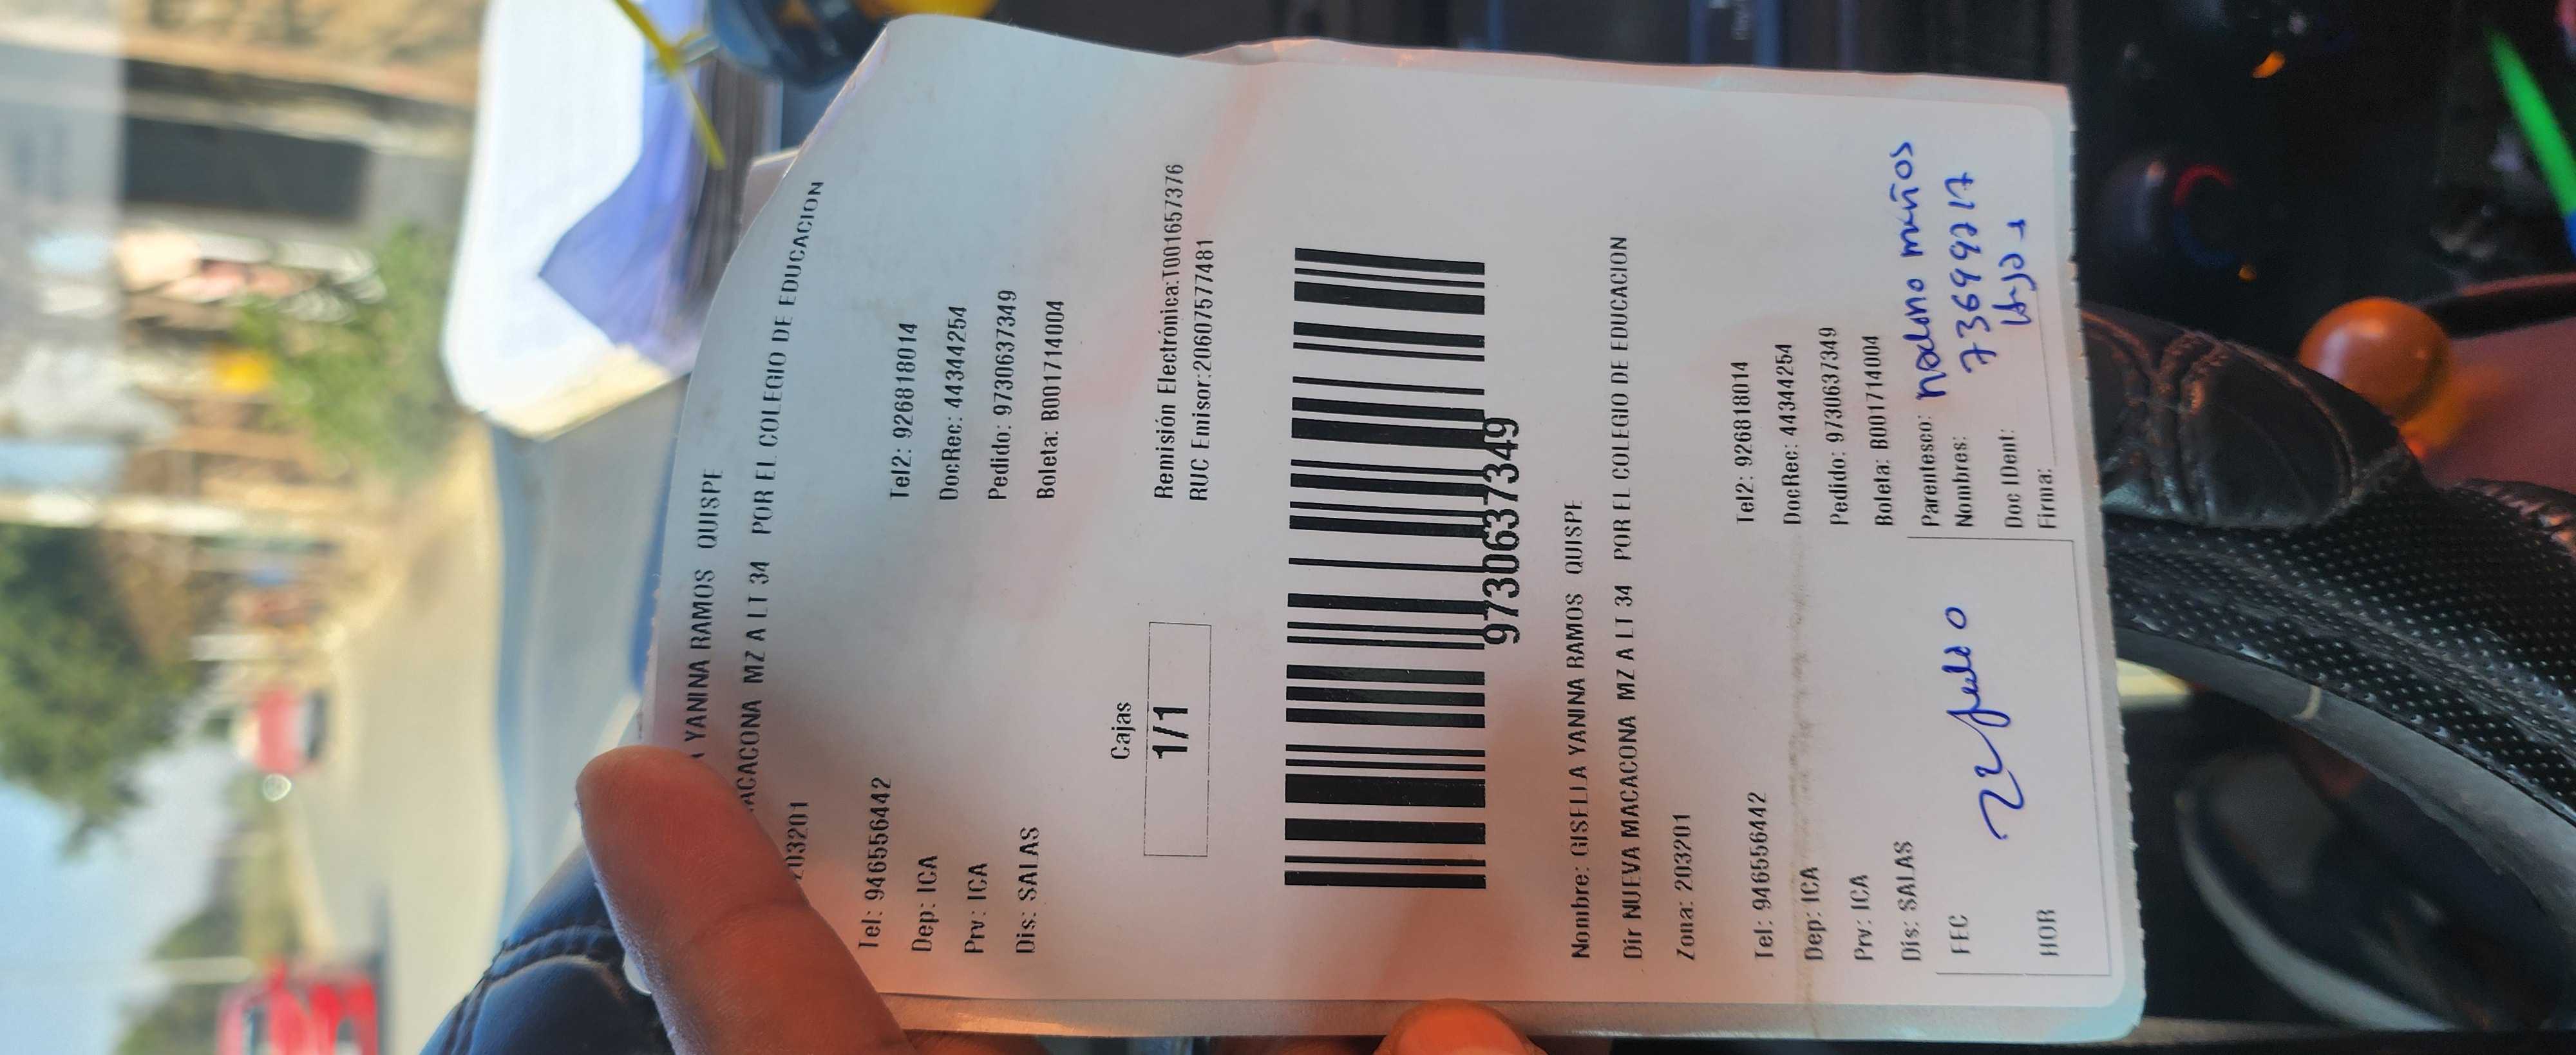 YANINA RAMOS QUISPE
ACACONA MZ A LT 34 POR EL COLEGIO DE EDUCACION
203201
Tel: 946556442 Tel2: 926818014
Dep: ICA DocRec: 44344254
Prv: ICA Pedido: 9730637349
Dis: SALAS Boleta: B001714004
Cajas
1/1
Remisión Electrónica:T001657376
RUC Emisor:20607577481
9730637349
Nombre: GISELLA YANINA RAMOS QUISPE
Dir NUEVA MACACONA MZ A LT 34 POR EL COLEGIO DE EDUCACION
Zona: 203201
Tel: 946556442 Tel2: 926818014
Dep: ICA DocRec: 44344254
Prv: ICA Pedido: 9730637349
Dis: SALAS Boleta: B001714004
FEC 22 Julio
HOR
Parentesco: muños
Nombres: 73699217
Doc IDent:
Firma: